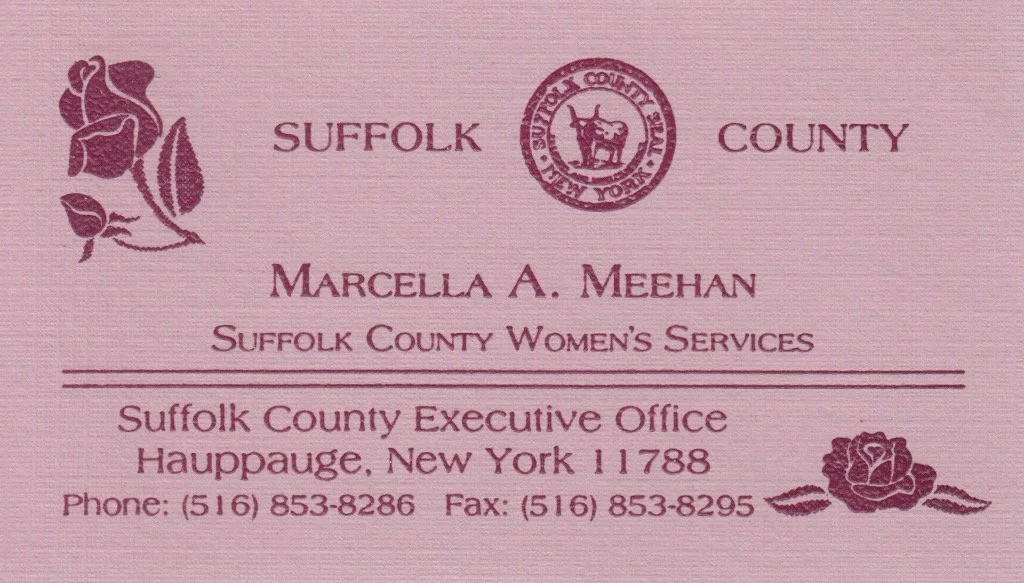 SUFFOLK COUNTY
SUFFOLK COUNTY SEAL
• NEW YORK •
MARCELLA A. MEEHAN
SUFFOLK COUNTY WOMEN'S SERVICES
Suffolk County Executive Office
Hauppauge, New York 11788
Phone: (516) 853-8286 Fax: (516) 853-8295